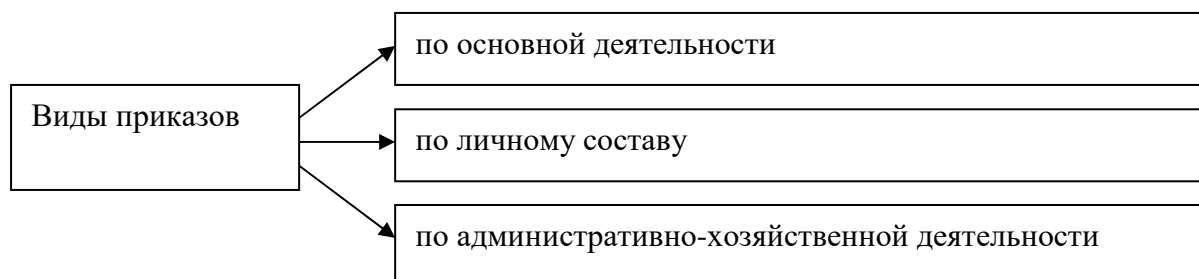 Виды приказов
по основной деятельности
по личному составу
по административно-хозяйственной деятельности